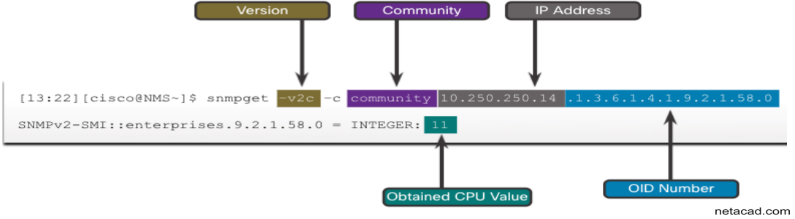 Version Community IP Address
[13:22][cisco@NMS~]$ snmpget -v2c -c community 10.250.250.14 .1.3.6.1.4.1.9.2.1.58.0
SNMPv2-SMI::enterprises.9.2.1.58.0 = INTEGER: 11
Obtained CPU Value OID Number
netacad.com